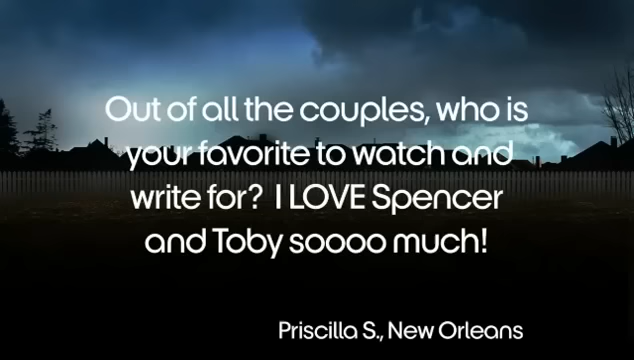 Out of all the couples, who is
your favorite to watch and
write for? I LOVE Spencer
and Toby soooo much!
Priscilla S., New Orleans